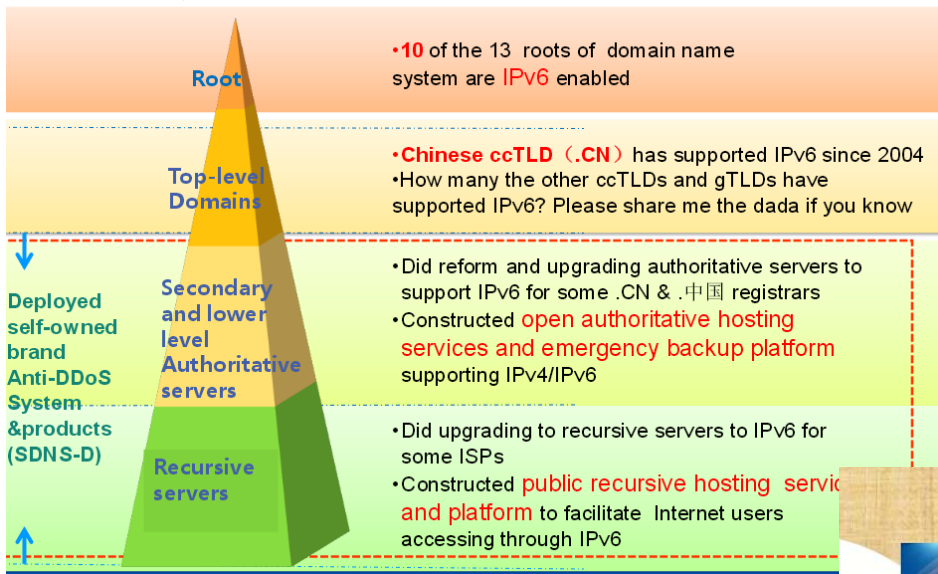 Root
•10 of the 13 roots of domain name
system are IPv6 enabled
Top-level
Domains
•Chinese ccTLD（.CN）has supported IPv6 since 2004
•How many the other ccTLDs and gTLDs have
supported IPv6? Please share me the dada if you know
Deployed
self-owned
brand
Anti-DDoS
System
&products
(SDNS-D)
Secondary
and lower
level
Authoritative
servers
•Did reform and upgrading authoritative servers to
support IPv6 for some .CN & .中国 registrars
•Constructed open authoritative hosting
services and emergency backup platform
supporting IPv4/IPv6
Recursive
servers
•Did upgrading to recursive servers to IPv6 for
some ISPs
•Constructed public recursive hosting servic
and platform to facilitate Internet users
accessing through IPv6